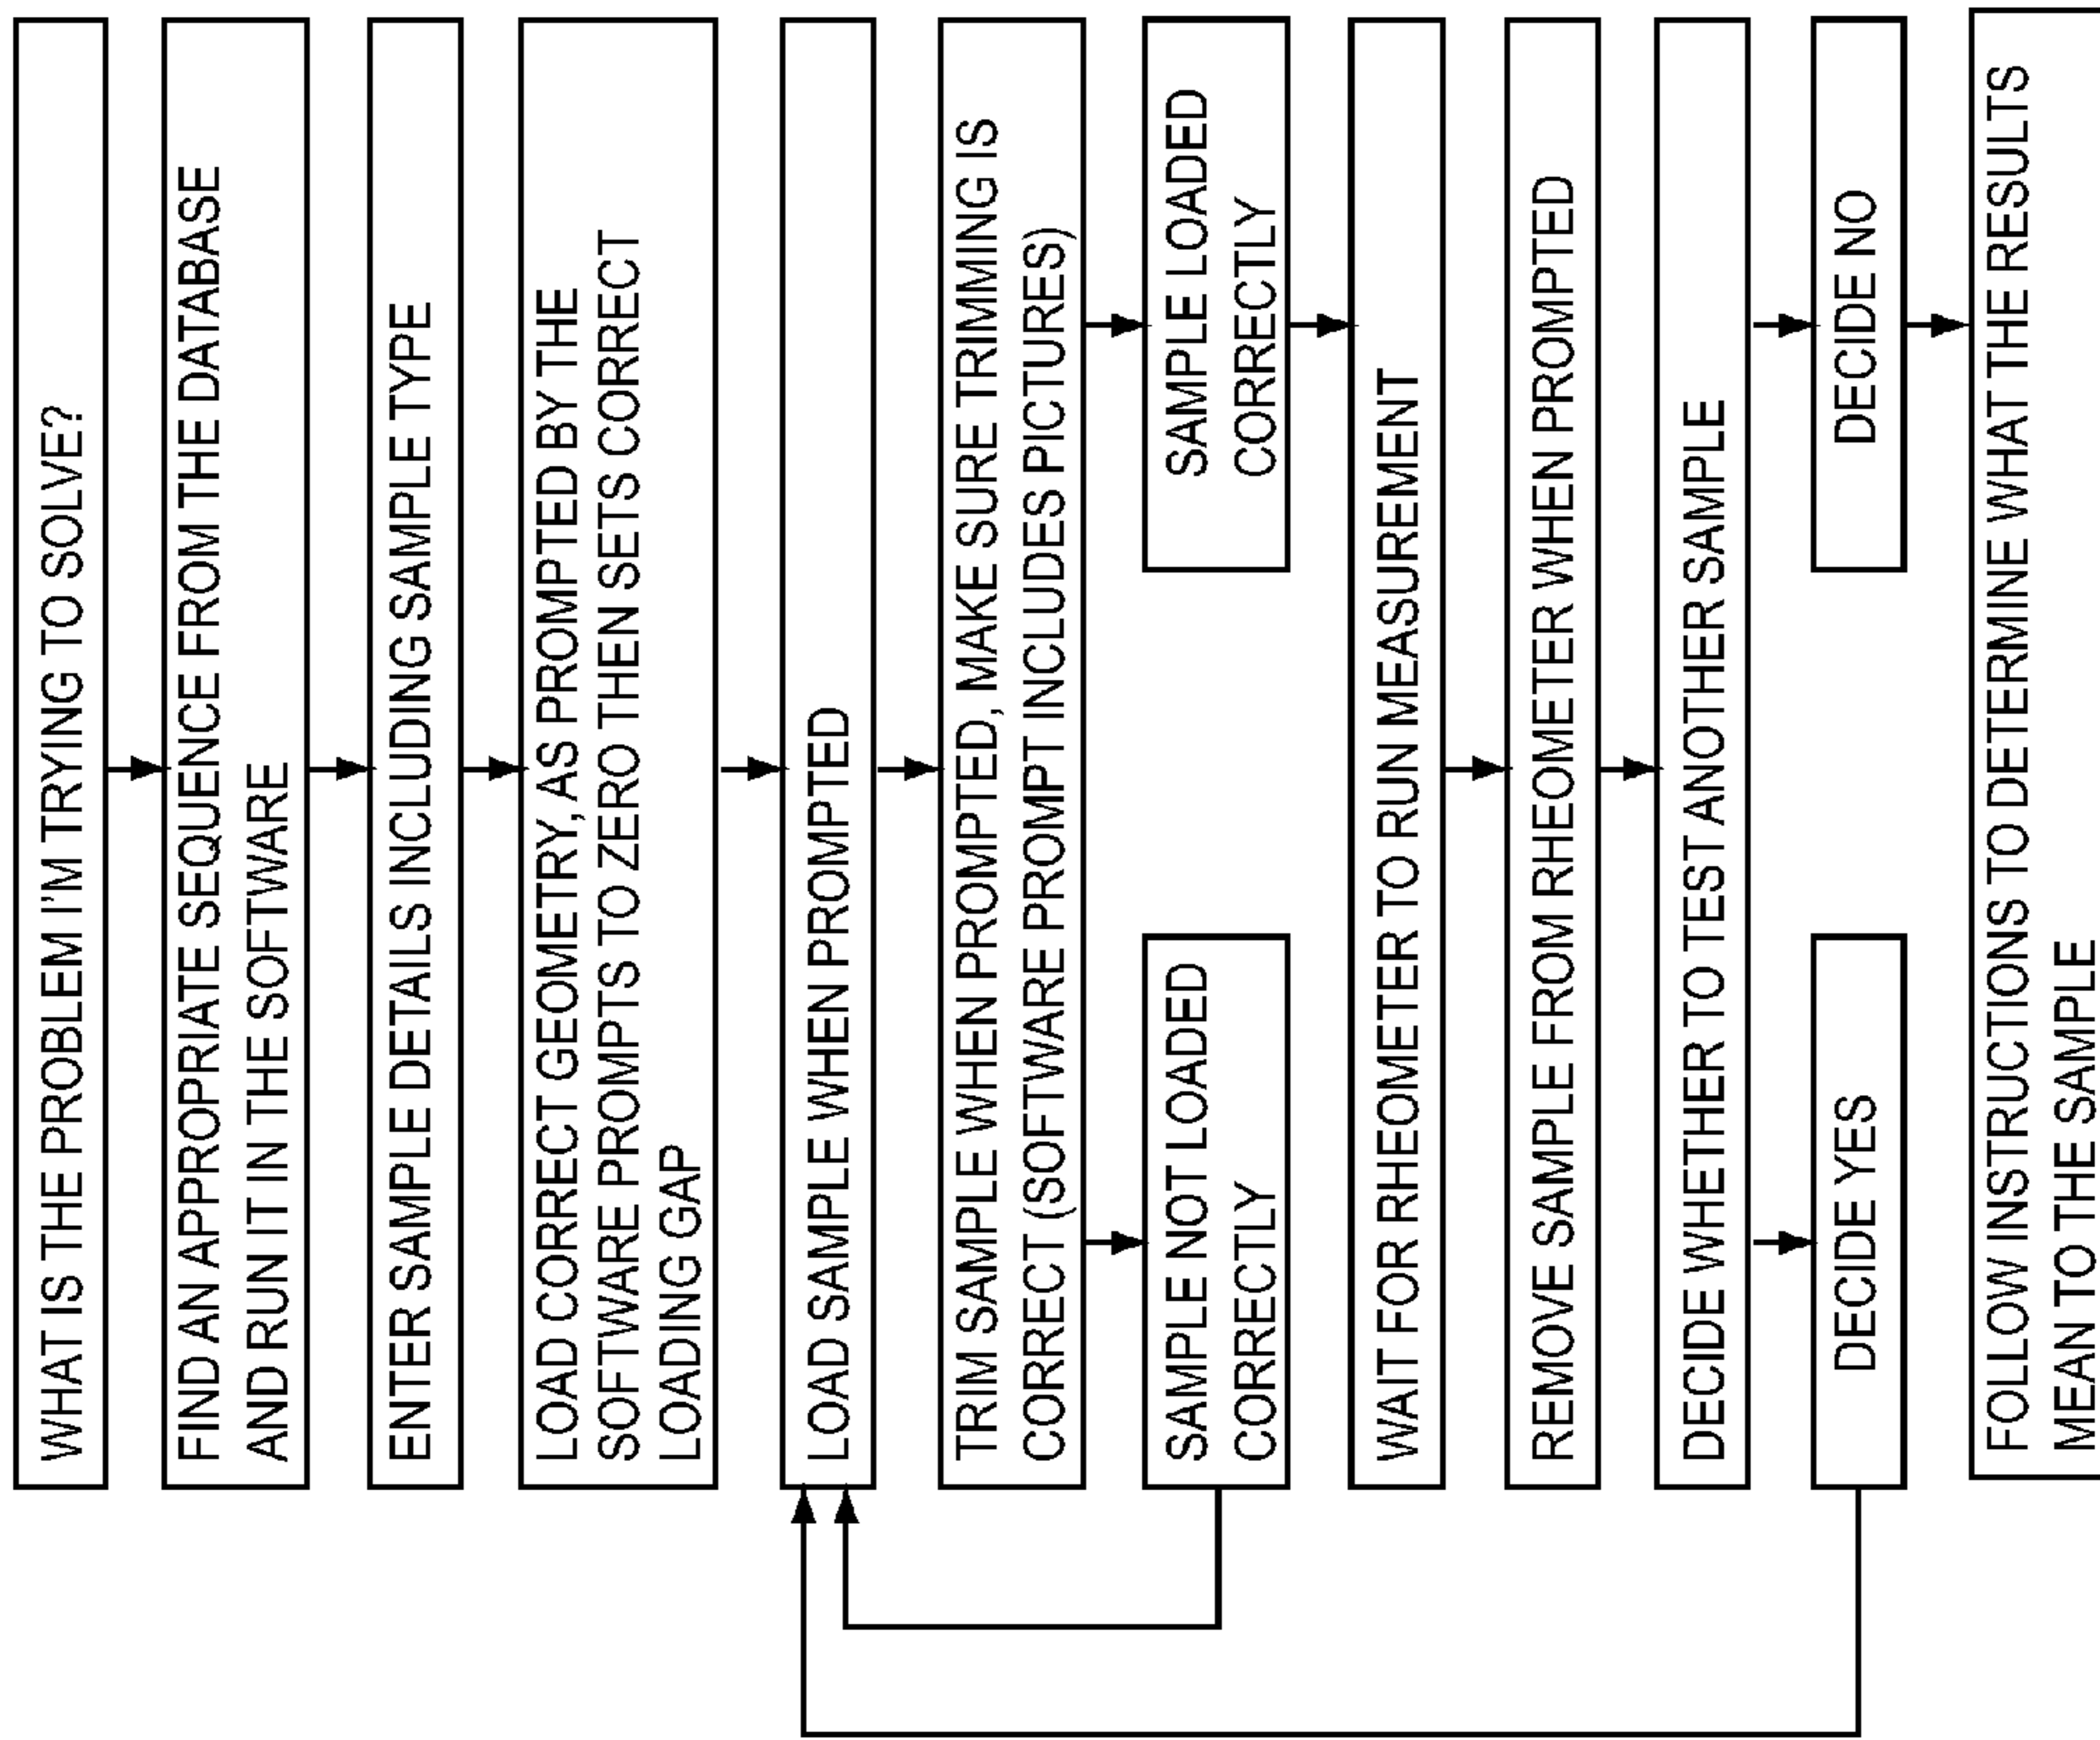 WHAT IS THE PROBLEM I'M TRYING TO SOLVE?
FIND AN APPROPRIATE SEQUENCE FROM THE DATABASE
AND RUN IT IN THE SOFTWARE
ENTER SAMPLE DETAILS INCLUDING SAMPLE TYPE
LOAD CORRECT GEOMETRY, AS PROMPTED BY THE
SOFTWARE PROMPTS TO ZERO THEN SETS CORRECT
LOADING GAP
LOAD SAMPLE WHEN PROMPTED
TRIM SAMPLE WHEN PROMPTED, MAKE SURE TRIMMING IS
CORRECT (SOFTWARE PROMPT INCLUDES PICTURES)
SAMPLE NOT LOADED
CORRECTLY
SAMPLE LOADED
CORRECTLY
WAIT FOR RHEOMETER TO RUN MEASUREMENT
REMOVE SAMPLE FROM RHEOMETER WHEN PROMPTED
DECIDE WHETHER TO TEST ANOTHER SAMPLE
DECIDE YES
DECIDE NO
FOLLOW INSTRUCTIONS TO DETERMINE WHAT THE RESULTS
MEAN TO THE SAMPLE